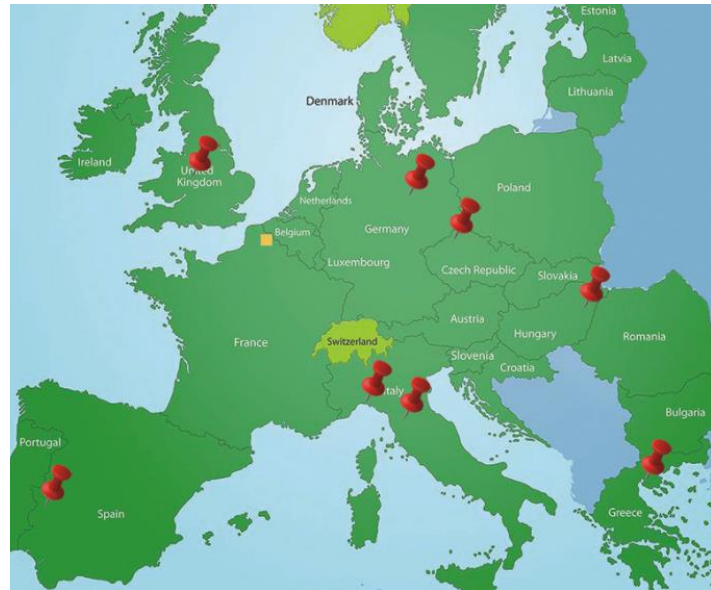 Estonia
Latvia
Lithuania
Denmark
Ireland
United
Kingdom
Netherlands
Poland
Belgium
Germany
Luxembourg
Czech Republic
Slovakia
Austria
France
Switzerland
Hungary
Romania
Slovenia
Croatia
Italy
Bulgaria
Portugal
Spain
Greece